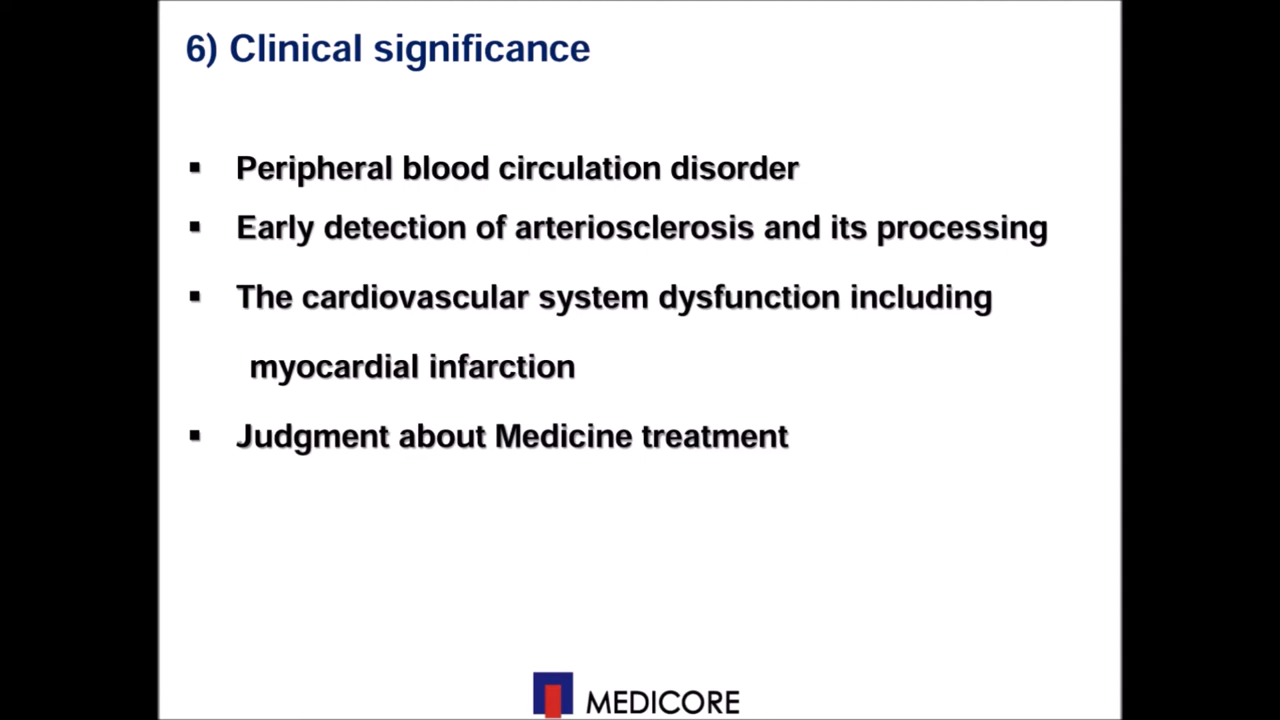 6) Clinical significance
▪ Peripheral blood circulation disorder
▪ Early detection of arteriosclerosis and its processing
▪ The cardiovascular system dysfunction including
myocardial infarction
▪ Judgment about Medicine treatment
MEDICORE